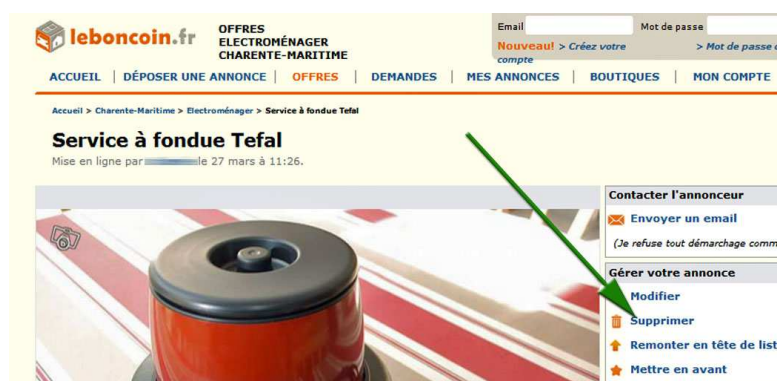 leboncoin.fr
OFFRES
ELECTROMÉNAGER
CHARENTE-MARITIME
Email Mot de passe
Nouveau! > Créez votre compte > Mot de passe
ACCUEIL | DÉPOSER UNE ANNONCE | OFFRES | DEMANDES | MES ANNONCES | BOUTIQUES | MON COMPTE
Accueil > Charente-Maritime > Electroménager > Service à fondue Tefal
Service à fondue Tefal
Mise en ligne par le 27 mars à 11:26.
Contacter l'annonceur
Envoyer un email
(Je refuse tout démarchage comm
Gérer votre annonce
Modifier
Supprimer
Remonter en tête de list
Mettre en avant